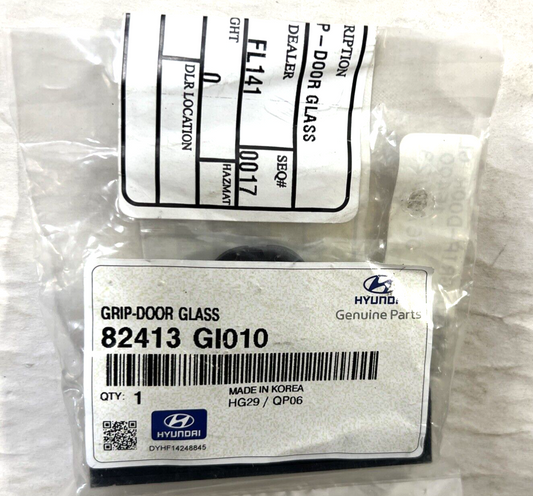 RIPTION
P-DOOR GLASS
DEALER
FL141
SEQ#
0017
GHT
0
HAZMAT
DLR LOCATION
GRIP-DOOR GLASS
82413 GI010
HYUNDAI
Genuine Parts
QTY: 1
MADE IN KOREA
HG29 / QP06
HYUNDAI
DYHF14246845